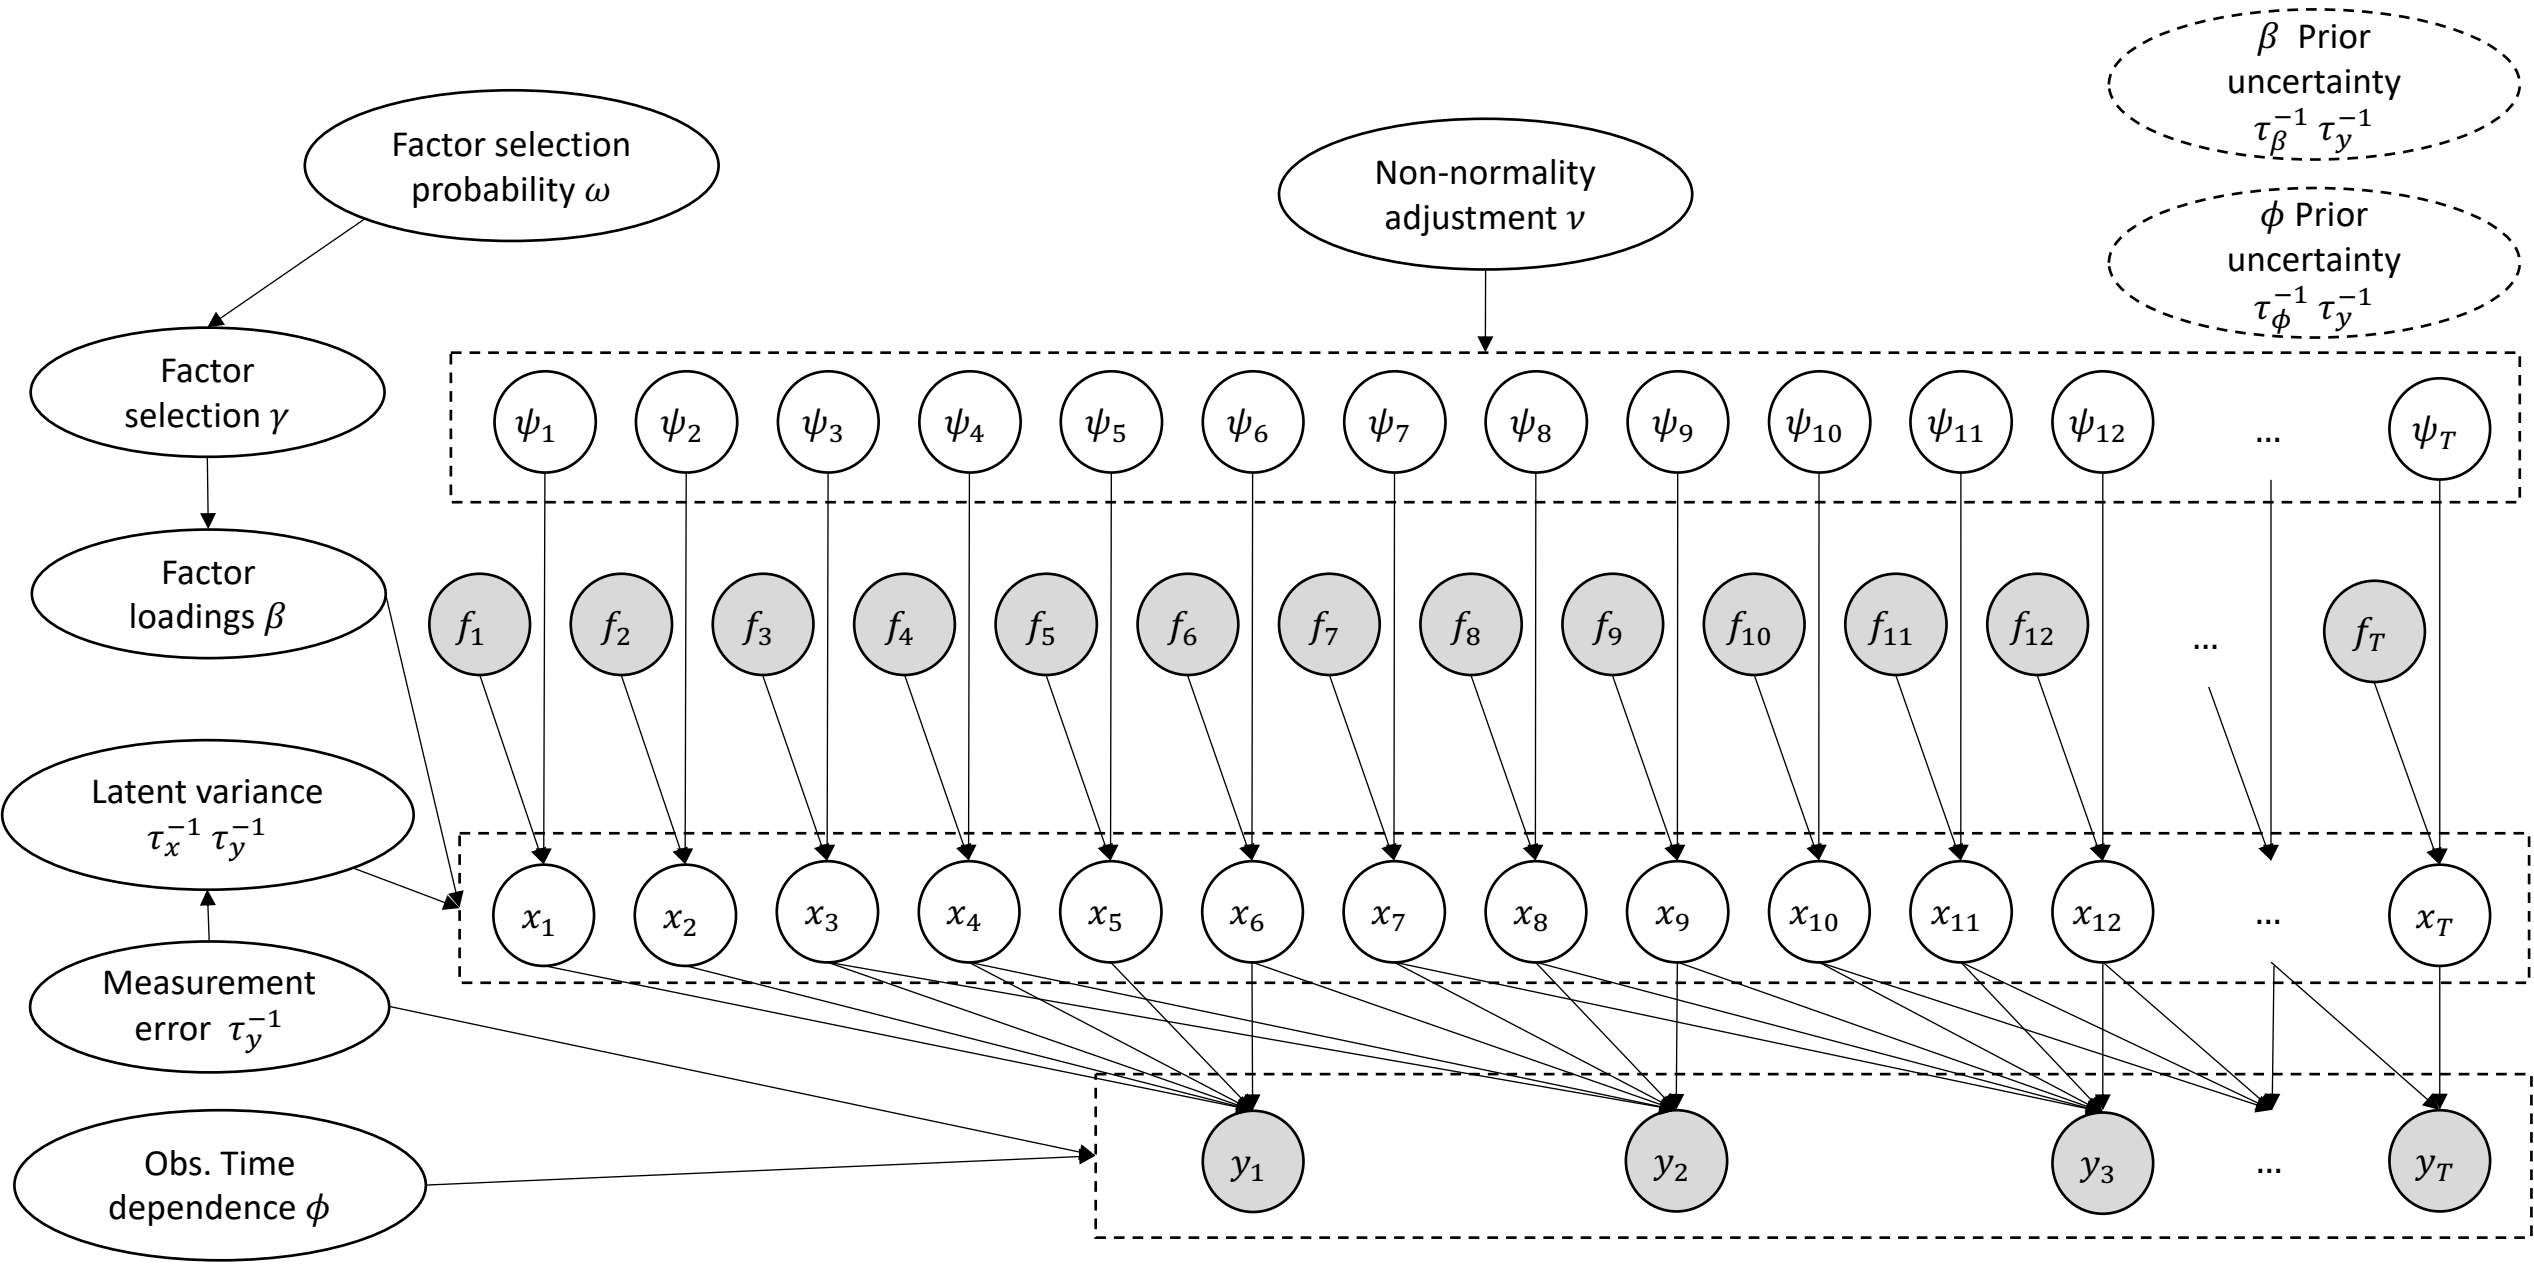 β Prior
uncertainty
τ_β^{−1} τ_y^{−1}
Factor selection
probability ω
Non-normality
adjustment ν
ϕ Prior
uncertainty
τ_ϕ^{−1} τ_y^{−1}
Factor
selection γ
ψ_1 ψ_2 ψ_3 ψ_4 ψ_5 ψ_6 ψ_7 ψ_8 ψ_9 ψ_10 ψ_11 ψ_12 ... ψ_T
Factor
loadings β
f_1 f_2 f_3 f_4 f_5 f_6 f_7 f_8 f_9 f_10 f_11 f_12 ... f_T
Latent variance
τ_x^{−1} τ_y^{−1}
x_1 x_2 x_3 x_4 x_5 x_6 x_7 x_8 x_9 x_10 x_11 x_12 ... x_T
Measurement
error τ_y^{−1}
Obs. Time
dependence ϕ
y_1 y_2 y_3 ... y_T